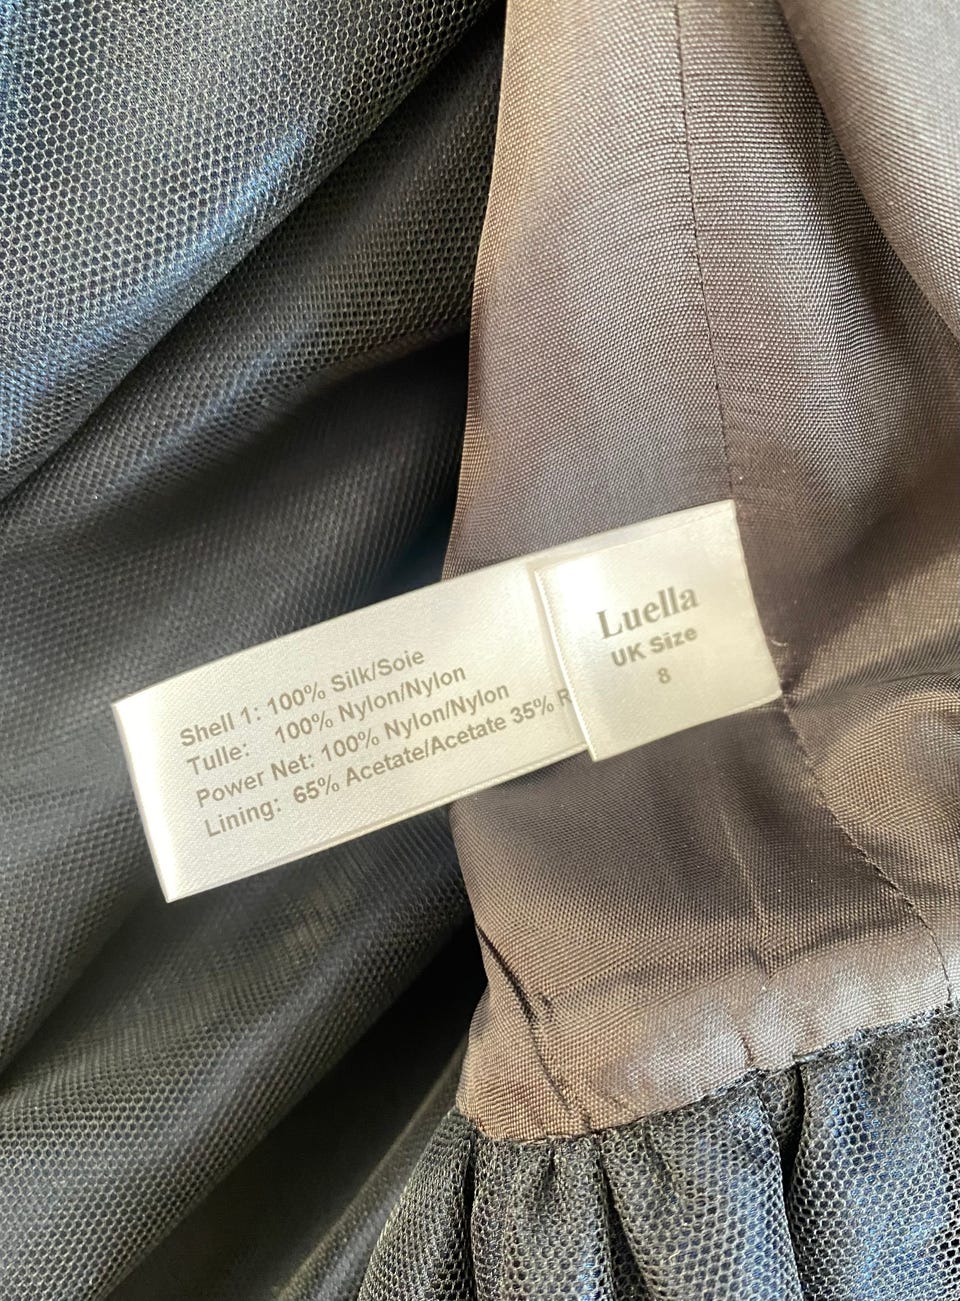 Shell 1: 100% Silk/Soie
Tulle: 100% Nylon/Nylon
Power Net: 100% Nylon/Nylon
Lining: 65% Acetate/Acetate 35%
Luella
UK Size
8